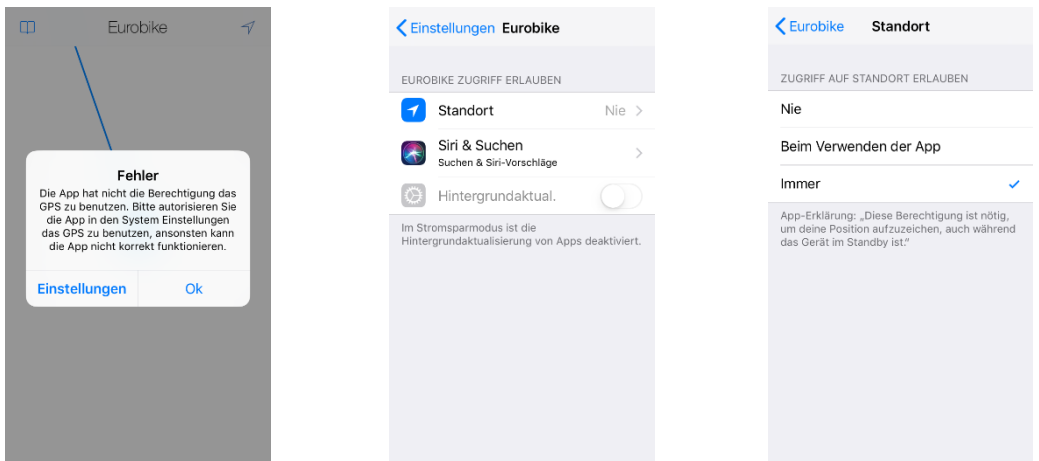 Eurobike
Fehler
Die App hat nicht die Berechtigung das
GPS zu benutzen. Bitte autorisieren Sie
die App in den System Einstellungen
das GPS zu benutzen, ansonsten kann
die App nicht korrekt funktionieren.
Einstellungen
Ok
Einstellungen Eurobike
EUROBIKE ZUGRIFF ERLAUBEN
Standort Nie
Siri & Suchen
Suchen & Siri-Vorschläge
Hintergrundaktual.
Im Stromsparmodus ist die
Hintergrundaktualisierung von Apps deaktiviert.
Eurobike Standort
ZUGRIFF AUF STANDORT ERLAUBEN
Nie
Beim Verwenden der App
Immer
App-Erklärung: „Diese Berechtigung ist nötig,
um deine Position aufzuzeichen, auch während
das Gerät im Standby ist.“